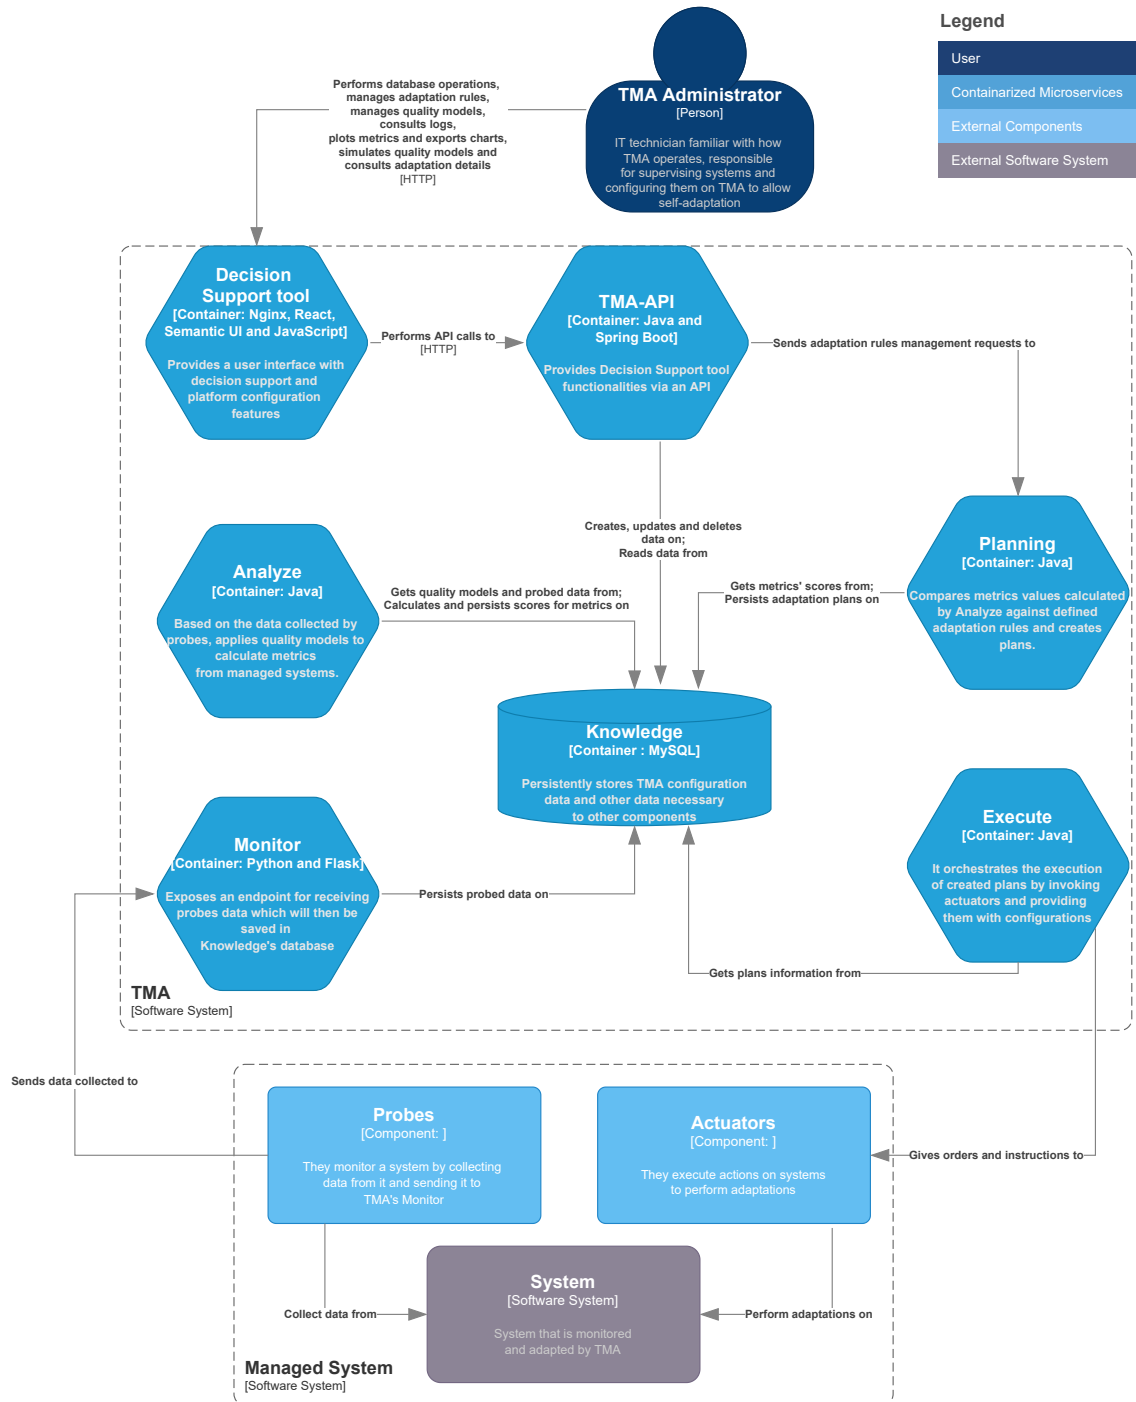 Legend
User
Containarized Microservices
External Components
External Software System
TMA Administrator
[Person]
IT technician familiar with how
TMA operates, responsible
for supervising systems and
configuring them on TMA to allow
self-adaptation
Performs database operations,
manages adaptation rules,
manages quality models,
consults logs,
plots metrics and exports charts,
simulates quality models and
consults adaptation details
[HTTP]
Decision
Support tool
[Container: Nginx, React,
Semantic UI and JavaScript]
Provides a user interface with
decision support and
platform configuration
features
Performs API calls to
[HTTP]
TMA-API
[Container: Java and
Spring Boot]
Provides Decision Support tool
functionalities via an API
Sends adaptation rules management requests to
Creates, updates and deletes
data on;
Reads data from
Analyze
[Container: Java]
Based on the data collected by
probes, applies quality models to
calculate metrics
from managed systems.
Gets quality models and probed data from;
Calculates and persists scores for metrics on
Gets metrics' scores from;
Persists adaptation plans on
Planning
[Container: Java]
Compares metrics values calculated
by Analyze against defined
adaptation rules and creates
plans.
Knowledge
[Container : MySQL]
Persistently stores TMA configuration
data and other data necessary
to other components
Monitor
[Container: Python and Flask]
Exposes an endpoint for receiving
probes data which will then be
saved in
Knowledge's database
Persists probed data on
Execute
[Container: Java]
It orchestrates the execution
of created plans by invoking
actuators and providing
them with configurations
Gets plans information from
TMA
[Software System]
Sends data collected to
Probes
[Component: ]
They monitor a system by collecting
data from it and sending it to
TMA's Monitor
Actuators
[Component: ]
They execute actions on systems
to perform adaptations
Gives orders and instructions to
System
[Software System]
System that is monitored
and adapted by TMA
Collect data from
Perform adaptations on
Managed System
[Software System]